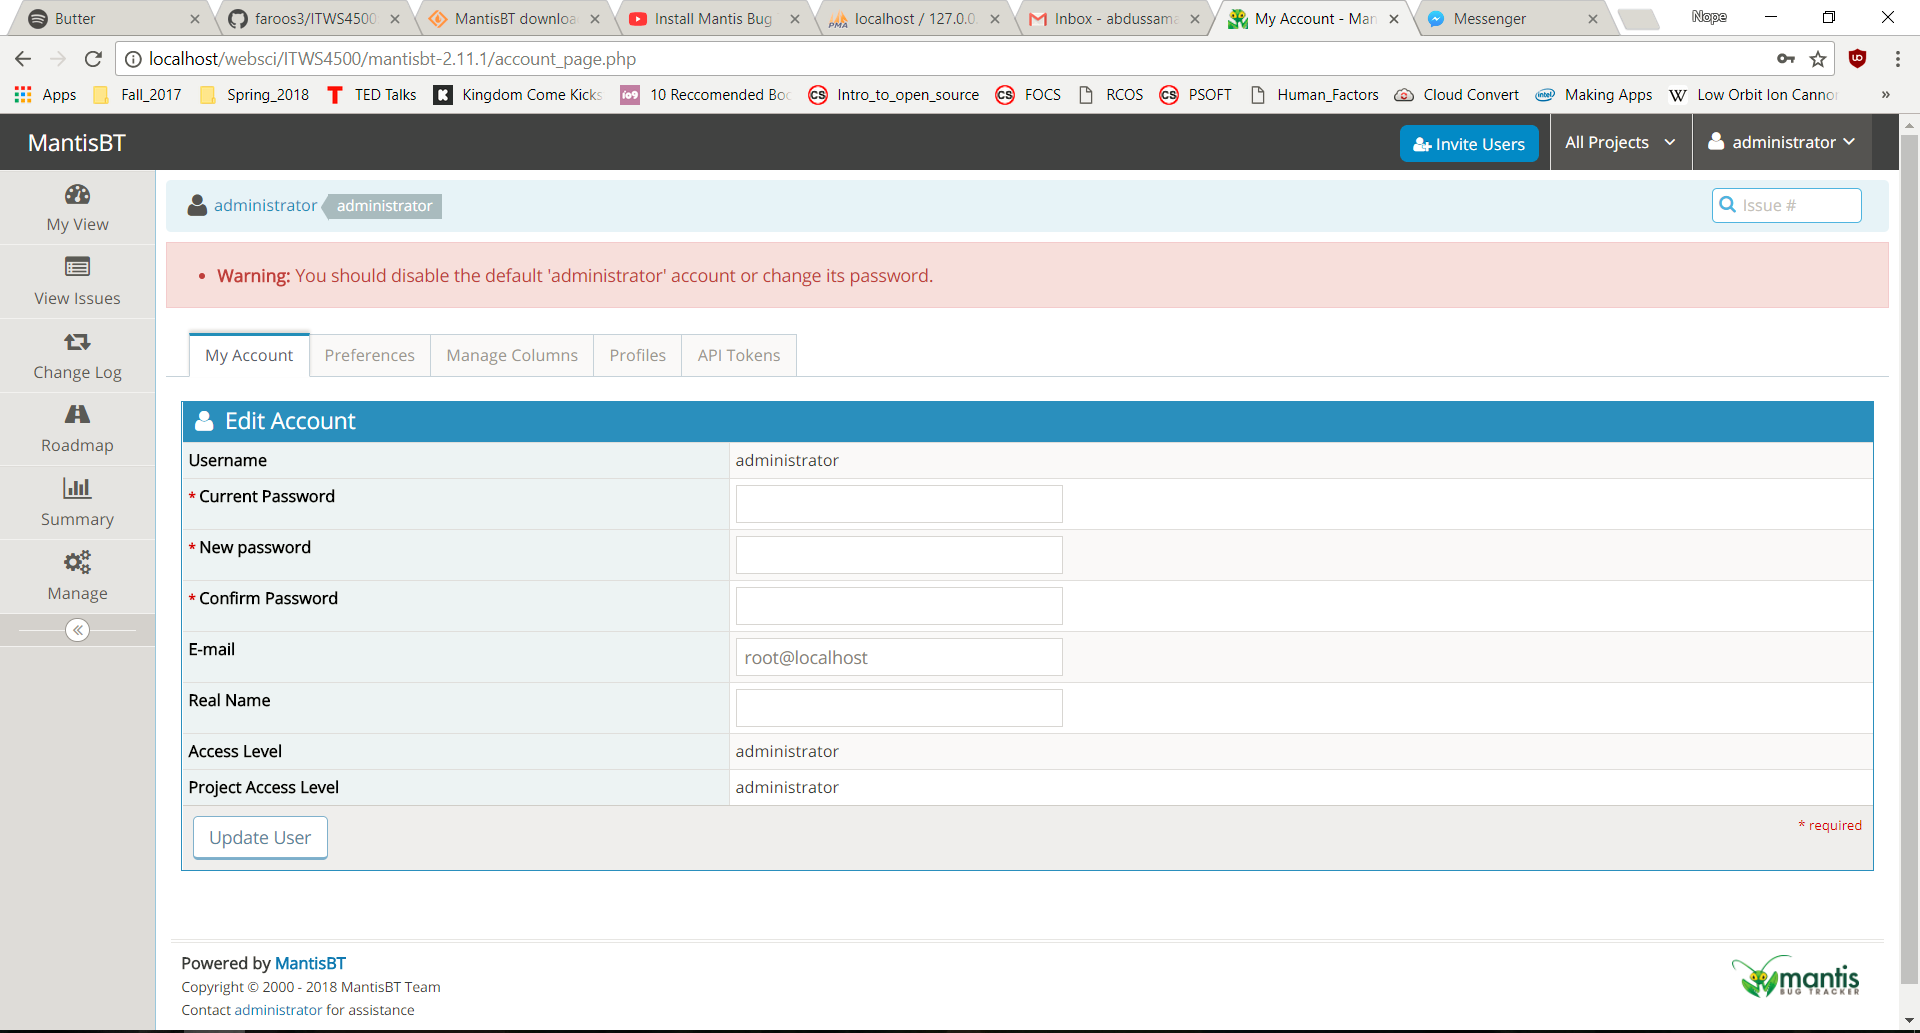 Butter
faroos3/ITWS4500
MantisBT downloa
Install Mantis Bug
localhost / 127.0.0.
Inbox - abdussama
My Account - Man
Messenger
Nope
localhost/websci/ITWS4500/mantisbt-2.11.1/account_page.php
Apps
Fall_2017
Spring_2018
TED Talks
Kingdom Come Kicks
10 Reccomended Boo
Intro_to_open_source
FOCS
RCOS
PSOFT
Human_Factors
Cloud Convert
Making Apps
Low Orbit Ion Cannon
»
MantisBT
Invite Users
All Projects
administrator
My View
View Issues
Change Log
Roadmap
Summary
Manage
administrator administrator
Issue #
• Warning: You should disable the default 'administrator' account or change its password.
My Account
Preferences
Manage Columns
Profiles
API Tokens
Edit Account
Username administrator
* Current Password
* New password
* Confirm Password
E-mail root@localhost
Real Name
Access Level administrator
Project Access Level administrator
Update User
* required
Powered by MantisBT
Copyright © 2000 - 2018 MantisBT Team
Contact administrator for assistance
mantis
BUG TRACKER